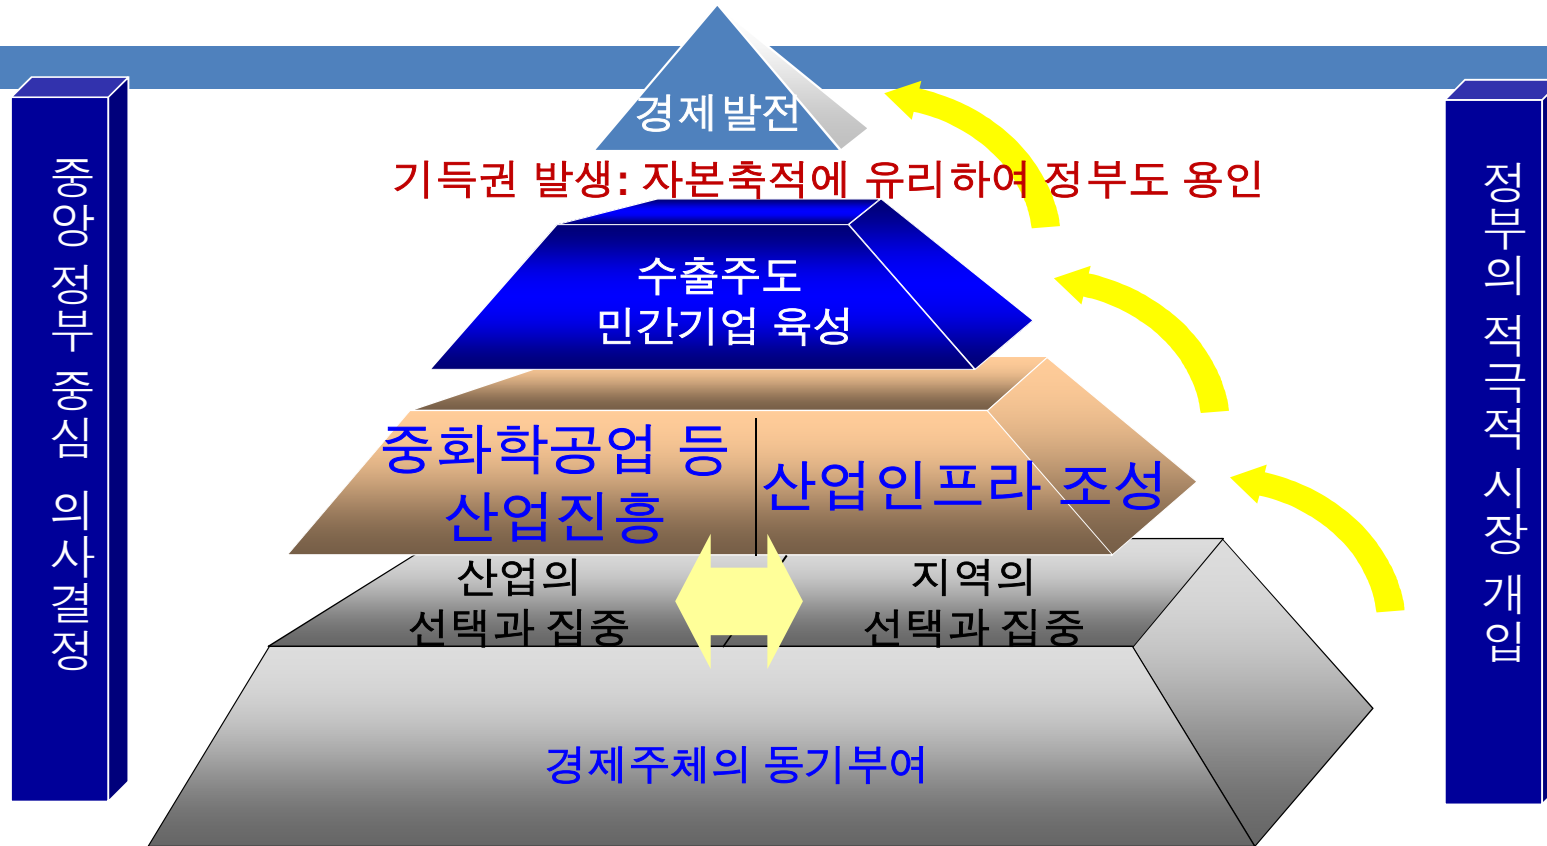 경제발전
기득권 발생: 자본축적에 유리하여 정부도 용인
수출주도
민간기업 육성
중화학공업 등
산업진흥
산업인프라 조성
산업의
선택과 집중
지역의
선택과 집중
경제주체의 동기부여
중앙 정부 중심 의사결정
정부의 적극적 시장 개입